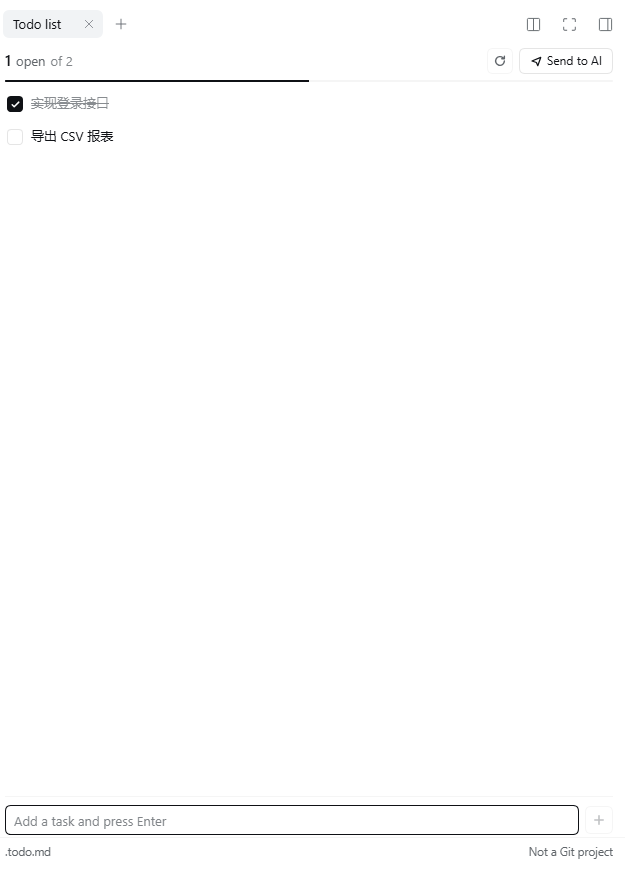 Todo list
1 open of 2
Send to AI
实现登录接口
导出 CSV 报表
Add a task and press Enter
.todo.md
Not a Git project